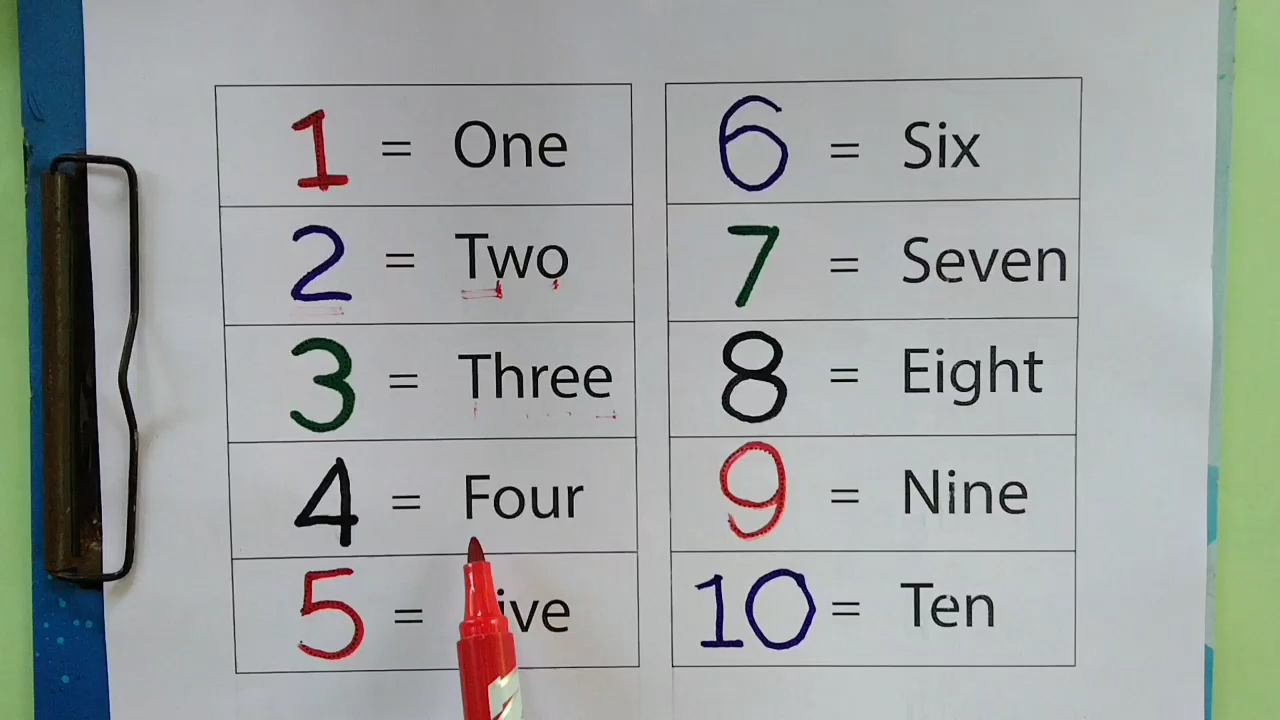 1 = One
2 = Two
3 = Three
4 = Four
5 = ive
6 = Six
7 = Seven
8 = Eight
9 = Nine
10 = Ten